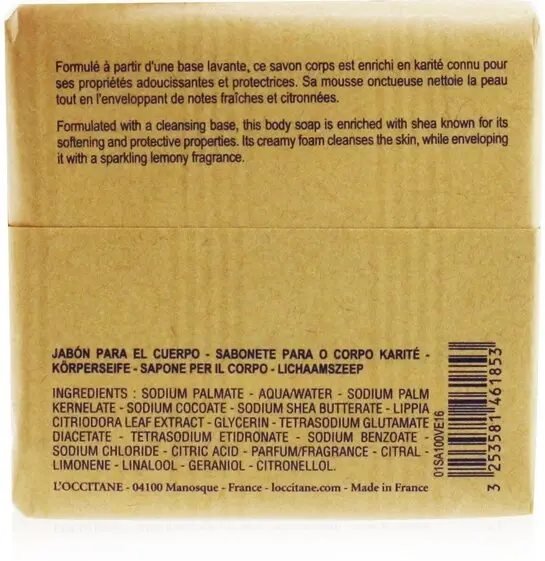 Formulé à partir d'une base lavante, ce savon corps est enrichi en karité connu pour
ses propriétés adoucissantes et protectrices. Sa mousse onctueuse nettoie la peau
tout en l'enveloppant de notes fraîches et citronnées.
Formulated with a cleansing base, this body soap is enriched with shea known for its
softening and protective properties. Its creamy foam cleanses the skin, while enveloping
it with a sparkling lemony fragrance.
JABÓN PARA EL CUERPO - SABONETE PARA O CORPO KARITÉ -
KÖRPERSEIFE - SAPONE PER IL CORPO - LICHAAMSZEEP
INGREDIENTS : SODIUM PALMATE - AQUA/WATER - SODIUM PALM
KERNELATE - SODIUM COCOATE - SODIUM SHEA BUTTERATE - LIPPIA
CITRIODORA LEAF EXTRACT - GLYCERIN - TETRASODIUM GLUTAMATE
DIACETATE - TETRASODIUM ETIDRONATE - SODIUM BENZOATE -
SODIUM CHLORIDE - CITRIC ACID - PARFUM/FRAGRANCE - CITRAL -
LIMONENE - LINALOOL - GERANIOL - CITRONELLOL.
L'OCCITANE - 04100 Manosque - France - loccitane.com - Made in France
01SA100VE16
3 253581 461853